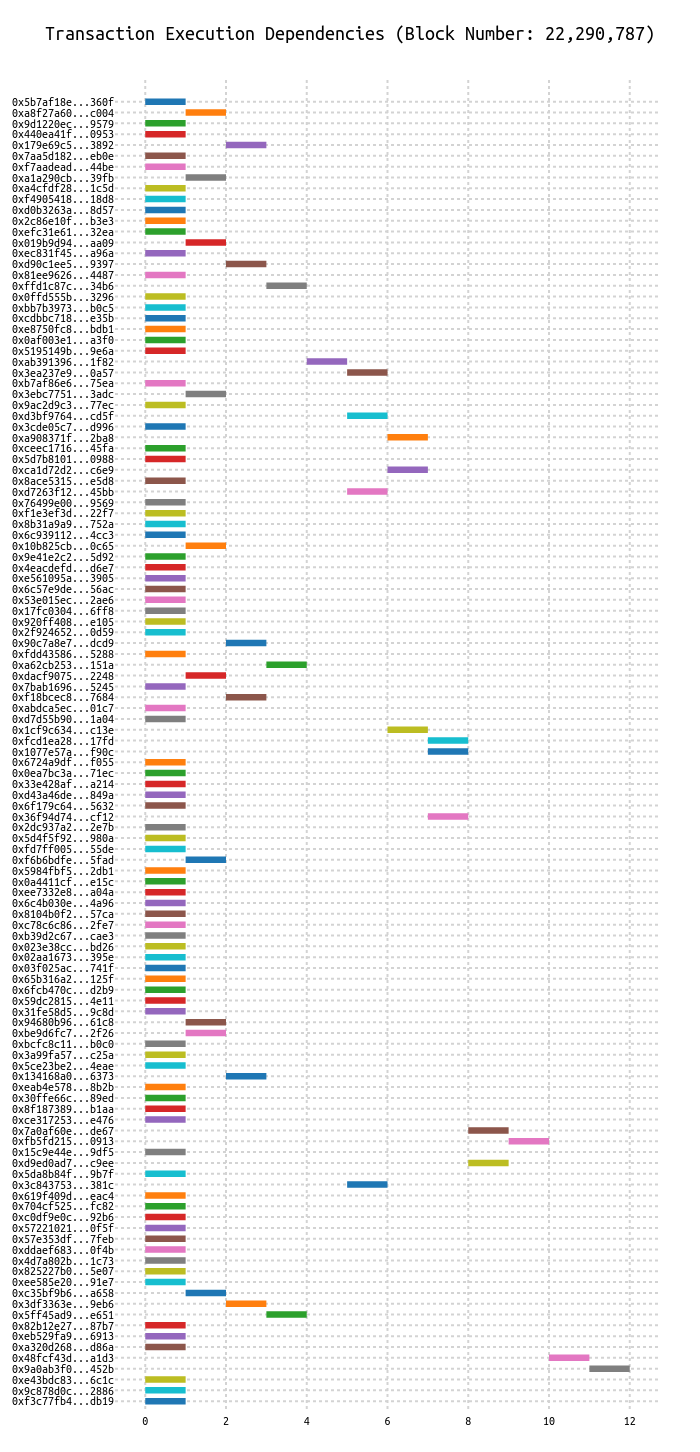 Transaction Execution Dependencies (Block Number: 22,290,787)
0x5b7af18e...360f
0xa8f27a60...c004
0x9d1220ec...9579
0x440ea41f...0953
0x179e69c5...3892
0x7aa5d182...eb0e
0xf7aadead...44be
0xa1a290cb...39fb
0xa4cfdf28...1c5d
0xf4905418...18d8
0xd0b3263a...8d57
0x2c86e10f...b3e3
0xefc31e61...32ea
0x019b9d94...aa09
0xec831f45...a96a
0xd90c1ee5...9397
0x81ee9626...4487
0xffd1c87c...34b6
0x0ffd555b...3296
0xbb7b3973...b0c5
0xcdbbc718...e35b
0xe8750fc8...bdb1
0x0af003e1...a3f0
0x5195149b...9e6a
0xab391396...1f82
0x3ea237e9...0a57
0xb7af86e6...75ea
0x3ebc7751...3adc
0x9ac2d9c3...77ec
0xd3bf9764...cd5f
0x3cde05c7...d996
0xa908371f...2ba8
0xceec1716...45fa
0x5d7b8101...0988
0xca1d72d2...c6e9
0x8ace5315...e5d8
0xd7263f12...45bb
0x76499e00...9569
0xf1e3ef3d...22f7
0x8b31a9a9...752a
0x6c939112...4cc3
0x10b825cb...0c65
0x9e41e2c2...5d92
0x4eacdefd...d6e7
0xe561095a...3905
0x6c57e9de...56ac
0x53e015ec...2ae6
0x17fc0304...6ff8
0x920ff408...e105
0x2f924652...0d59
0x90c7a8e7...dcd9
0xfdd43586...5288
0xa62cb253...151a
0xdacf9075...2248
0x7bab1696...5245
0xf18bcec8...7684
0xabdca5ec...01c7
0xd7d55b90...1a04
0x1cf9c634...c13e
0xfcd1ea28...17fd
0x1077e57a...f90c
0x6724a9df...f055
0x0ea7bc3a...71ec
0x33e428af...a214
0xd43a46de...849a
0x6f179c64...5632
0x36f94d74...cf12
0x2dc937a2...2e7b
0x5d4f5f92...980a
0xfd7ff005...55de
0xf6b6bdfe...5fad
0x5984fbf5...2db1
0x0a4411cf...e15c
0xee7332e8...a04a
0x6c4b030e...4a96
0x8104b0f2...57ca
0xc78c6c86...2fe7
0xb39d2c67...cae3
0x023e38cc...bd26
0x02aa1673...395e
0x03f025ac...741f
0x65b316a2...125f
0x6fcb470c...d2b9
0x59dc2815...4e11
0x31fe58d5...9c8d
0x94680b96...61c8
0xbe9d6fc7...2f26
0xbcfc8c11...b0c0
0x3a99fa57...c25a
0x5ce23be2...4eae
0x134168a0...6373
0xeab4e578...8b2b
0x30ffe66c...89ed
0x8f187389...b1aa
0xce317253...e476
0x7a0af60e...de67
0xfb5fd215...0913
0x15c9e44e...9df5
0xd9ed0ad7...c9ee
0x5da8b84f...9b7f
0x3c843753...381c
0x619f409d...eac4
0x704cf525...fc82
0xc0df9e0c...92b6
0x57221021...0f5f
0x57e353df...7feb
0xddaef683...0f4b
0x4d7a802b...1c73
0x825227b0...5e07
0xee585e20...91e7
0xc35bf9b6...a658
0x3df3363e...9eb6
0x5ff45ad9...e651
0x82b12e27...87b7
0xeb529fa9...6913
0xa320d268...d86a
0x48fcf43d...a1d3
0x9a0ab3f0...452b
0xe43bdc83...6c1c
0x9c878d0c...2886
0xf3c77fb4...db19
0 2 4 6 8 10 12